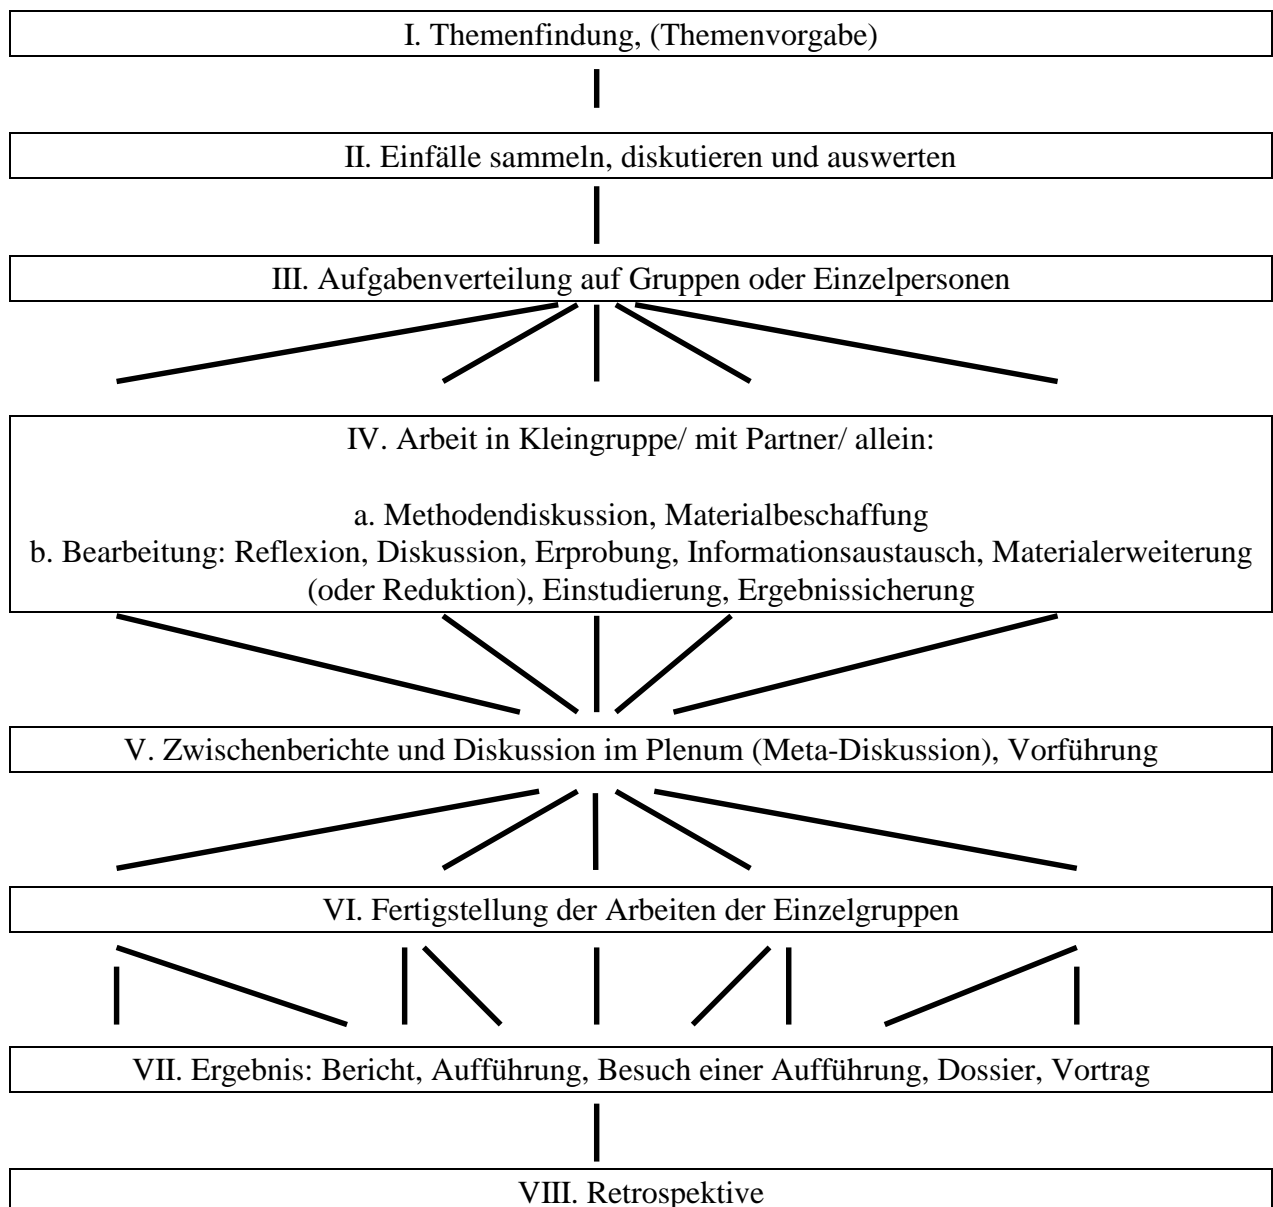 I. Themenfindung, (Themenvorgabe)
II. Einfälle sammeln, diskutieren und auswerten
III. Aufgabenverteilung auf Gruppen oder Einzelpersonen
IV. Arbeit in Kleingruppe/ mit Partner/ allein:
a. Methodendiskussion, Materialbeschaffung
b. Bearbeitung: Reflexion, Diskussion, Erprobung, Informationsaustausch, Materialerweiterung
(oder Reduktion), Einstudierung, Ergebnissicherung
V. Zwischenberichte und Diskussion im Plenum (Meta-Diskussion), Vorführung
VI. Fertigstellung der Arbeiten der Einzelgruppen
VII. Ergebnis: Bericht, Aufführung, Besuch einer Aufführung, Dossier, Vortrag
VIII. Retrospektive